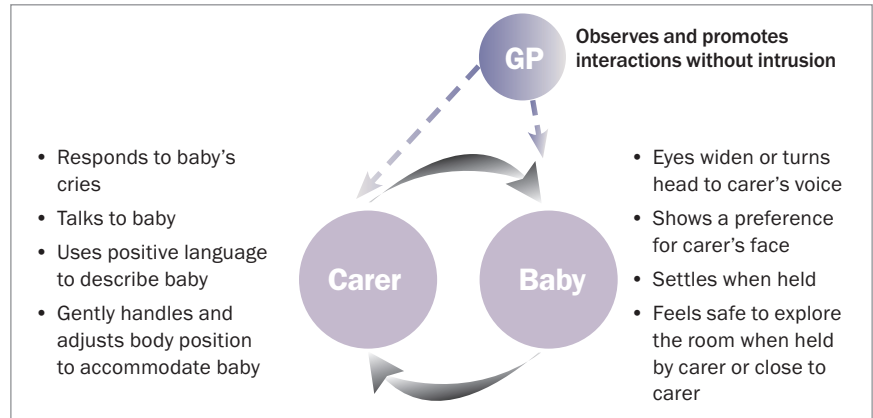 GP
Observes and promotes
interactions without intrusion
• Responds to baby’s
cries
• Talks to baby
• Uses positive language
to describe baby
• Gently handles and
adjusts body position
to accommodate baby
Carer
Baby
• Eyes widen or turns
head to carer’s voice
• Shows a preference
for carer’s face
• Settles when held
• Feels safe to explore
the room when held
by carer or close to
carer